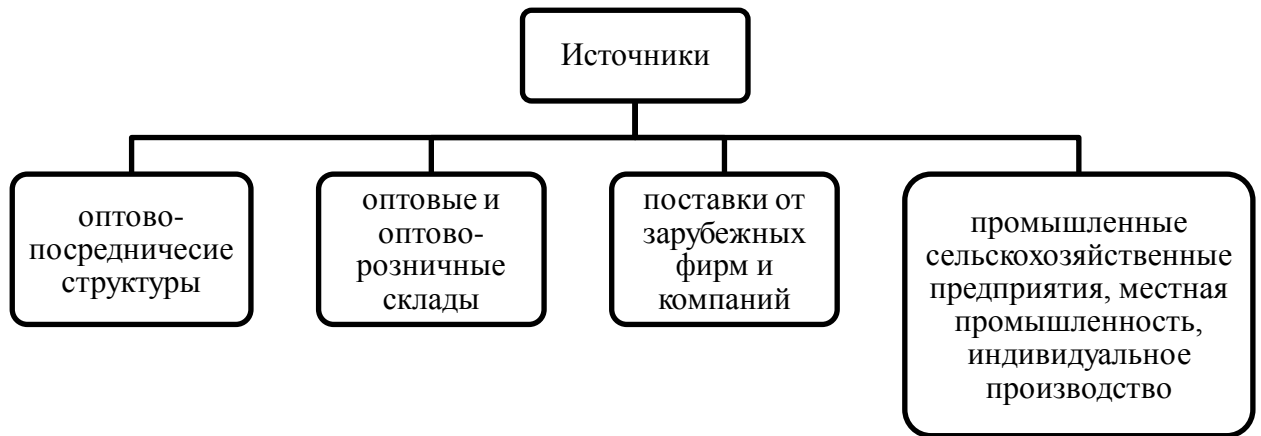 Источники
оптово-
посредничесие
структуры
оптовые и
оптово-
розничные
склады
поставки от
зарубежных
фирм и
компаний
промышленные
сельскохозяйственные
предприятия, местная
промышленность,
индивидуальное
производство